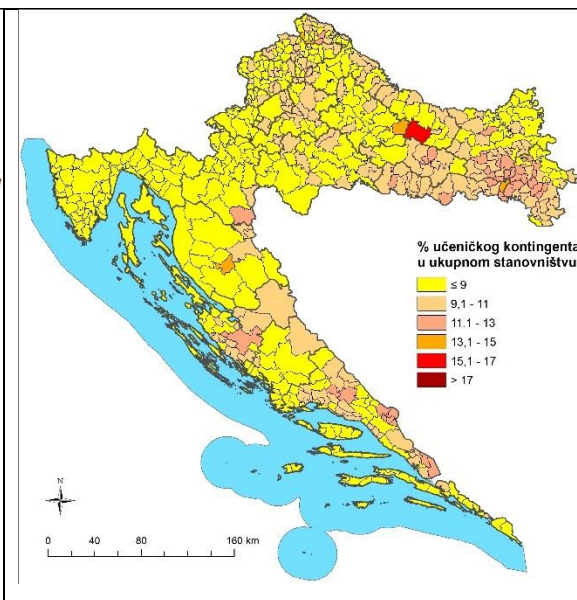 % učeničkog kontingenta
u ukupnom stanovništvu
≤ 9
9,1 - 11
11.1 - 13
13,1 - 15
15,1 - 17
> 17
N
0 40 80 160 km